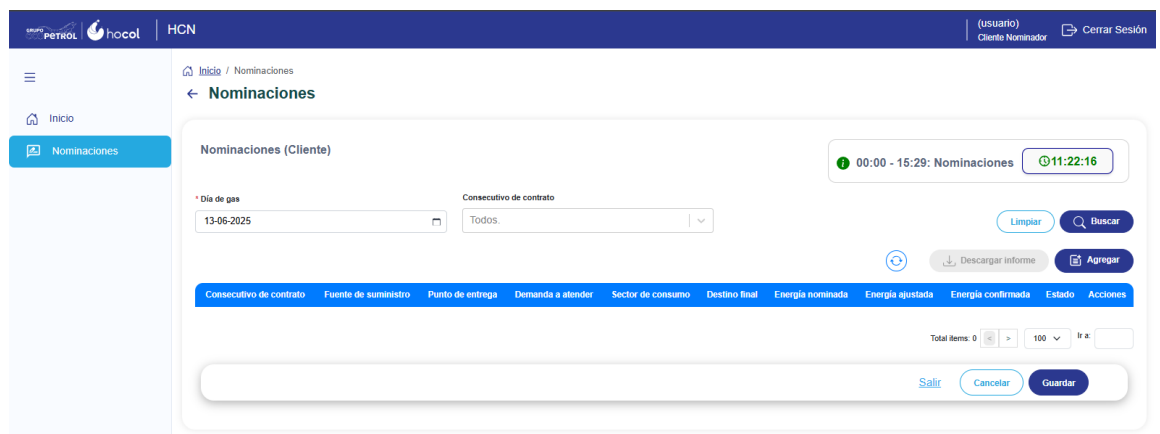 GRUPO
ECOPETROL hocol HCN (usuario) Cerrar Sesión
Cliente Nominador
Inicio / Nominaciones
Nominaciones
Inicio
Nominaciones
Nominaciones (Cliente)
00:00 - 15:29: Nominaciones 11:22:16
* Día de gas Consecutivo de contrato
13-06-2025 Todos. Limpiar Buscar
Descargar informe Agregar
Consecutivo de contrato Fuente de suministro Punto de entrega Demanda a atender Sector de consumo Destino final Energía nominada Energía ajustada Energía confirmada Estado Acciones
Total items: 0 < > 100 Ir a:
Salir Cancelar Guardar